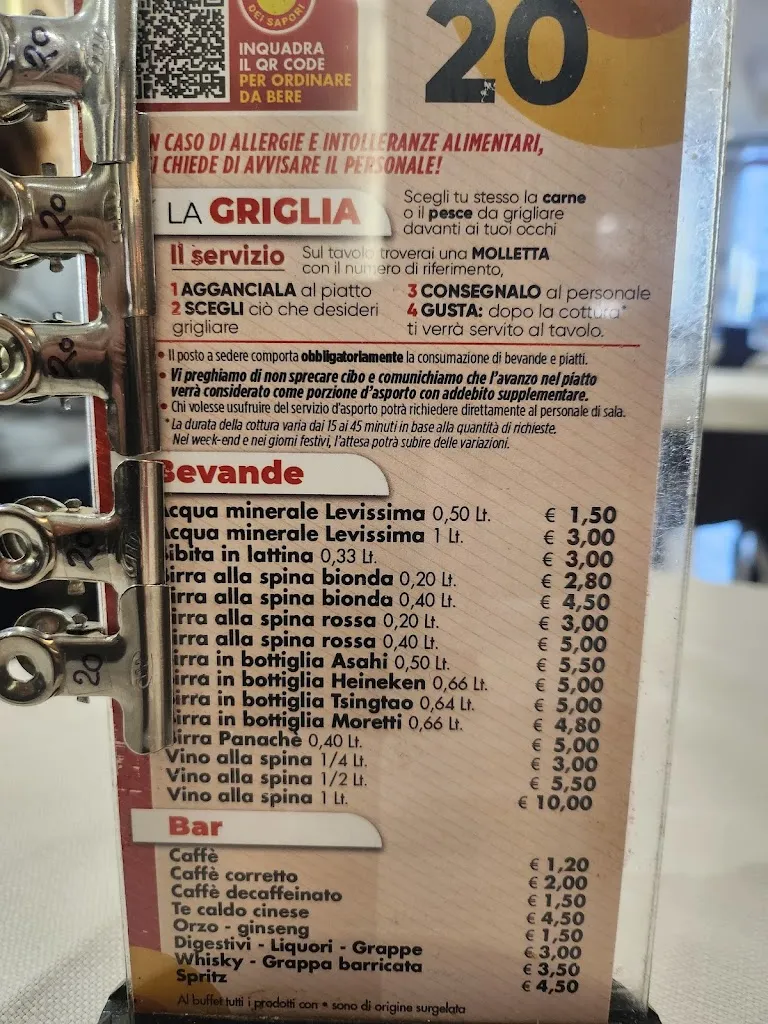 DEI SAPORI
INQUADRA
IL QR CODE
PER ORDINARE
DA BERE
20
N CASO DI ALLERGIE E INTOLLERANZE ALIMENTARI,
I CHIEDE DI AVVISARE IL PERSONALE!
LA GRIGLIA
Scegli tu stesso la carne
o il pesce da grigliare
davanti ai tuoi occhi
Il servizio
Sul tavolo troverai una MOLLETTA
con il numero di riferimento,
1 AGGANCIALA al piatto
2 SCEGLI ciò che desideri
grigliare
3 CONSEGNALO al personale
4 GUSTA: dopo la cottura*
ti verrà servito al tavolo.
• Il posto a sedere comporta obbligatoriamente la consumazione di bevande e piatti.
• Vi preghiamo di non sprecare cibo e comunichiamo che l'avanzo nel piatto
verrà considerato come porzione d'asporto con addebito supplementare.
• Chi volesse usufruire del servizio d'asporto potrà richiedere direttamente al personale di sala.
* La durata della cottura varia dai 15 ai 45 minuti in base alla quantità di richieste.
Nel week-end e nei giorni festivi, l'attesa potrà subire delle variazioni.
Bevande
Acqua minerale Levissima 0,50 Lt. € 1,50
Acqua minerale Levissima 1 Lt. € 3,00
ibita in lattina 0,33 Lt. € 3,00
irra alla spina bionda 0,20 Lt. € 2,80
irra alla spina bionda 0,40 Lt. € 4,50
irra alla spina rossa 0,20 Lt. € 3,00
irra alla spina rossa 0,40 Lt. € 5,00
irra in bottiglia Asahi 0,50 Lt. € 5,50
irra in bottiglia Heineken 0,66 Lt. € 5,00
irra in bottiglia Tsingtao 0,64 Lt. € 5,00
irra in bottiglia Moretti 0,66 Lt. € 4,80
irra Panachè 0,40 Lt. € 5,00
Vino alla spina 1/4 Lt. € 3,00
Vino alla spina 1/2 Lt. € 5,50
Vino alla spina 1 Lt. € 10,00
Bar
Caffè € 1,20
Caffè corretto € 2,00
Caffè decaffeinato € 1,50
Te caldo cinese € 4,50
Orzo - ginseng € 1,50
Digestivi - Liquori - Grappe € 3,00
Whisky - Grappa barricata € 3,50
Spritz € 4,50
Al buffet tutti i prodotti con * sono di origine surgelata
20
20
20
20
20